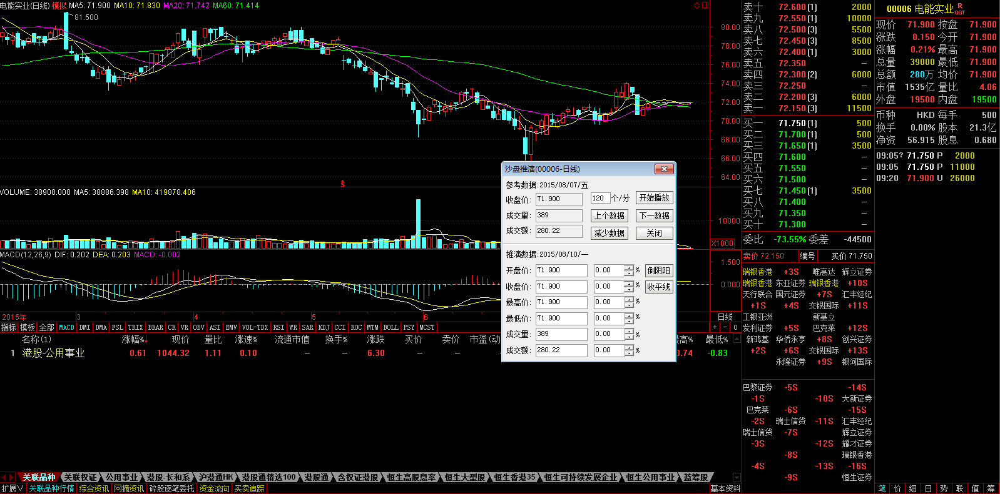 电能实业(日线) 模拟 MA5: 71.900 MA10: 71.830 MA20: 71.742 MA60: 71.414
81.500
80.00
78.00
76.00
74.00
72.00
70.00
68.00
66.00
64.00
VOLUME: 38900.000 MA5: 38886.398 MA10: 419878.406
10000
X1000
MACD(12,26,9) DIF: 0.202 DEA: 0.203 MACD: -0.002
1.500
0.000
2015年 3 4 5 6 日线
指标 模板 全部 MACD DMI DMA FSL TRIX BRAR CR VR OBV ASI EMV VOL-TDX RSI WR SAR KDJ CCI ROC MTM BOLL PSY MCST + - 0
名称(1) 涨幅%↓ 现价 量比 涨速% 流通市值 换手% 涨跌 买价 卖价 市盈(动 最高% 最低%
1 港股-公用事业 0.61 1044.32 1.11 0.10 — — 6.30 — — 0.74 -0.83
沙盘推演(00006-日线)
参考数据:2015/08/07/五
收盘价: 71.900 120 个/分 开始播放
成交量: 389 上个数据 下一数据
成交额: 280.22 减少数据 关闭
推演数据:2015/08/10/一
开盘价: 71.900 0.00 % 倒阴阳
收盘价: 71.900 0.00 % 收平线
最高价: 71.900 0.00 %
最低价: 71.900 0.00 %
成交量: 389 0.00 %
成交额: 280.22 0.00 %
卖十 72.600(1) 2000
卖九 72.550(1) 10000
卖八 72.500(3) 5500
卖七 72.450(3) 8500
卖六 72.400(1) 3000
卖五 72.350 —
卖四 72.300(2) 6000
卖三 72.250 —
卖二 72.200(3) 6000
卖一 72.150(3) 11500
买一 71.750(1) 500
买二 71.700(1) 500
买三 71.650(1) 3500
买四 71.600 —
买五 71.550 —
买六 71.500 —
买七 71.450(1) 3500
买八 71.400 —
买九 71.350 —
买十 71.300 —
委比 -73.55% 委差 -44500
卖价 72.150 编号 买价 71.750
瑞银香港 +3S 唯高达 辉立证券
瑞银香港 东亚证券 瑞银香港 +10S
天行联合 国元证券 +7S 汇丰经纪
+1S +4S 交银国际 +11S
工银亚洲 新基立
发利证券 +5S 巴克莱 +12S
新鸿基 华侨永亨 +8S 创兴证券
+2S +6S 交银国际 +13S
永隆证券 +9S 银河国际
巴黎证券 -5S -14S
-1S -10S 大新证券
巴克莱 -6S -15S
-2S 瑞士信贷 -11S 汇丰经纪
瑞士信贷 -7S 辉立证券
-3S -12S 耀才证券
-8S 瑞银香港
-4S -13S -16S
-9S 恒生证券
00006 电能实业 R GGT
现价 71.900 按盘 71.900
涨跌 0.150 今开 71.900
涨幅 0.21% 最高 71.900
总量 39000 最低 71.900
总额 280万 均价 71.900
市值 1535亿 量比 4.06
外盘 19500 内盘 19500
币种 HKD 每手 500
换手 0.00% 股本 21.3亿
净资 56.915 股息 0.680
09:05? 71.750 P 2000
09:05 71.750 P 11000
09:20 71.900 U 26000
关联品种 关联权证 公用事业 港股-长和系 沪港通HK 港股通精选100 港股通 含权证港股 恒生高股息率 恒生大型股 恒生香港35 恒生可持续发展企业 恒生公用事业 蓝筹股
扩展∨ 关联品种行情 综合资讯 网摘资讯 碎股逐笔委托 资金流向 买卖追踪 基本资料 笔 价 细 日 势 联 值 筹